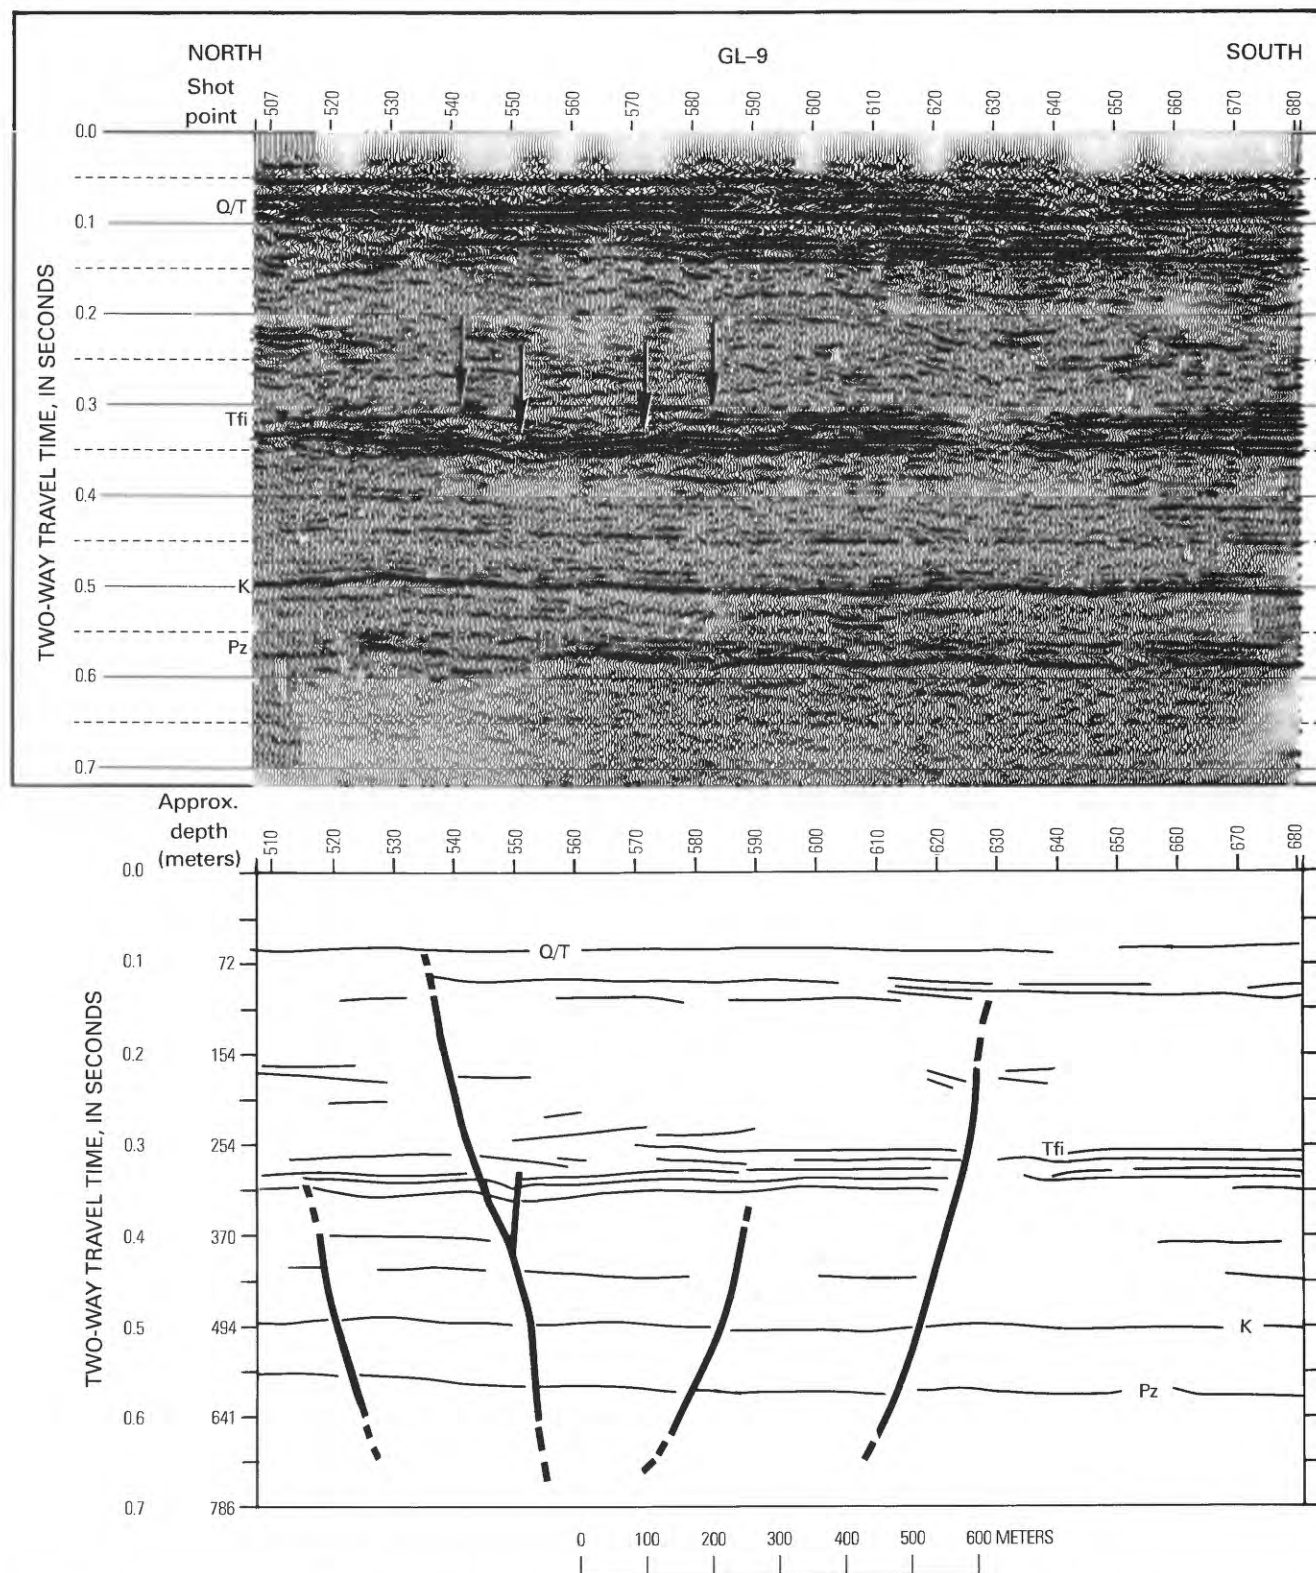 NORTH GL–9 SOUTH
Shot
point
507 520 530 540 550 560 570 580 590 600 610 620 630 640 650 660 670 680
0.0
Q/T
0.1
0.2
0.3
Tfi
0.4
0.5 K
Pz
0.6
0.7
TWO-WAY TRAVEL TIME, IN SECONDS
Approx.
depth
(meters)
510 520 530 540 550 560 570 580 590 600 610 620 630 640 650 660 670 680
0.0
Q/T
0.1 72
0.2 154
0.3 254
Tfi
0.4 370
0.5 494
K
Pz
0.6 641
0.7 786
TWO-WAY TRAVEL TIME, IN SECONDS
0 100 200 300 400 500 600 METERS